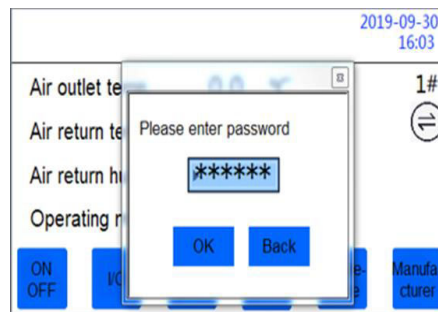 2019-09-30
16:03
Air outlet te
1#
Air return te
Air return hu
Operating
Please enter password
******
OK Back
ON
OFF
I/O
Manufa
cturer